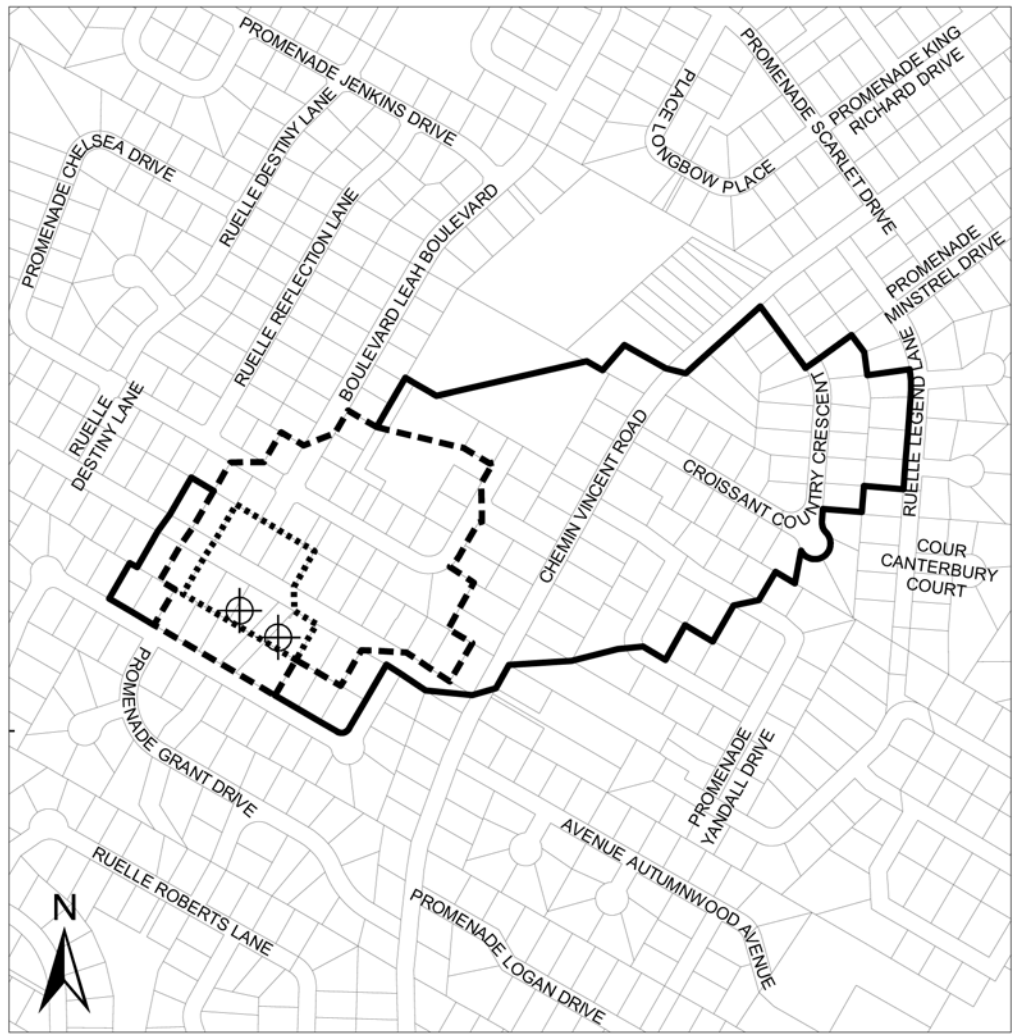 PROMENADE JENKINS DRIVE
PROMENADE CHELSEA DRIVE
RUELLE DESTINY LANE
RUELLE REFLECTION LANE
BOULEVARD LEAH BOULEVARD
PLACE LONGBOW PLACE
PROMENADE SCARLET DRIVE
PROMENADE KING
RICHARD DRIVE
PROMENADE
MINSTREL DRIVE
RUELLE LEGEND LANE
RUELLE
DESTINY LANE
CHEMIN VINCENT ROAD
CROISSANT COUNTRY CRESCENT
COUR
CANTERBURY
COURT
PROMENADE GRANT DRIVE
PROMENADE
YANDALL DRIVE
RUELLE ROBERTS LANE
AVENUE AUTUMNWOOD AVENUE
PROMENADE LOGAN DRIVE
N